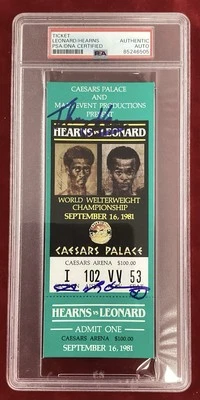 TICKET
LEONARD/HEARNS
PSA/DNA CERTIFIED
AUTHENTIC
AUTO
PSA
85246505
CAESARS PALACE
AND
MAIN EVENT PRODUCTIONS
PRESENT
HEARNS vs LEONARD
WORLD WELTERWEIGHT
CHAMPIONSHIP
SEPTEMBER 16, 1981
CAESARS PALACE
CAESARS ARENA $100.00
I 102 VV 53
HEARNS vs LEONARD
ADMIT ONE
CAESARS ARENA $100.00
SEPTEMBER 16, 1981